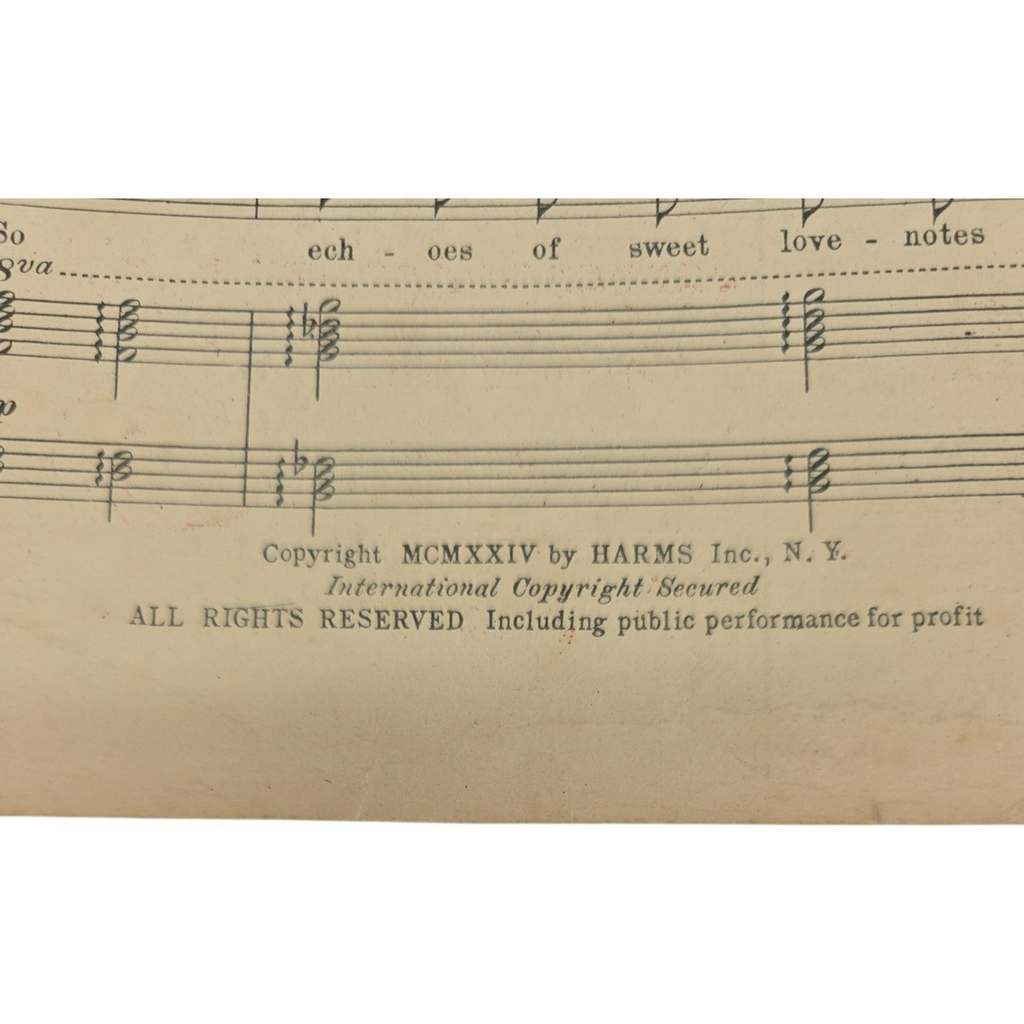 So
ech - oes of sweet love - notes
8va
p
Copyright MCMXXIV by HARMS Inc., N. Y.
International Copyright Secured
ALL RIGHTS RESERVED Including public performance for profit